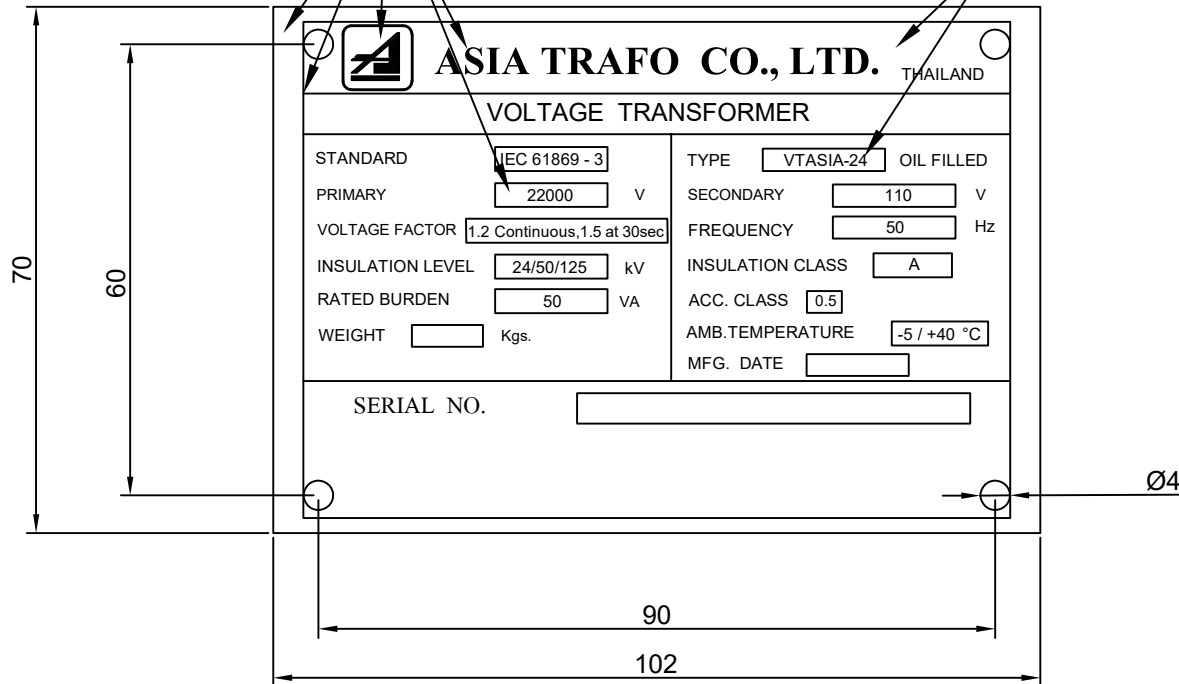 ASIA TRAFO CO., LTD. THAILAND
VOLTAGE TRANSFORMER
STANDARD IEC 61869 - 3
PRIMARY 22000 V
VOLTAGE FACTOR 1.2 Continuous,1.5 at 30sec
INSULATION LEVEL 24/50/125 kV
RATED BURDEN 50 VA
WEIGHT Kgs.
TYPE VTASIA-24 OIL FILLED
SECONDARY 110 V
FREQUENCY 50 Hz
INSULATION CLASS A
ACC. CLASS 0.5
AMB.TEMPERATURE -5 / +40 °C
MFG. DATE
SERIAL NO.
70
60
Ø4
90
102